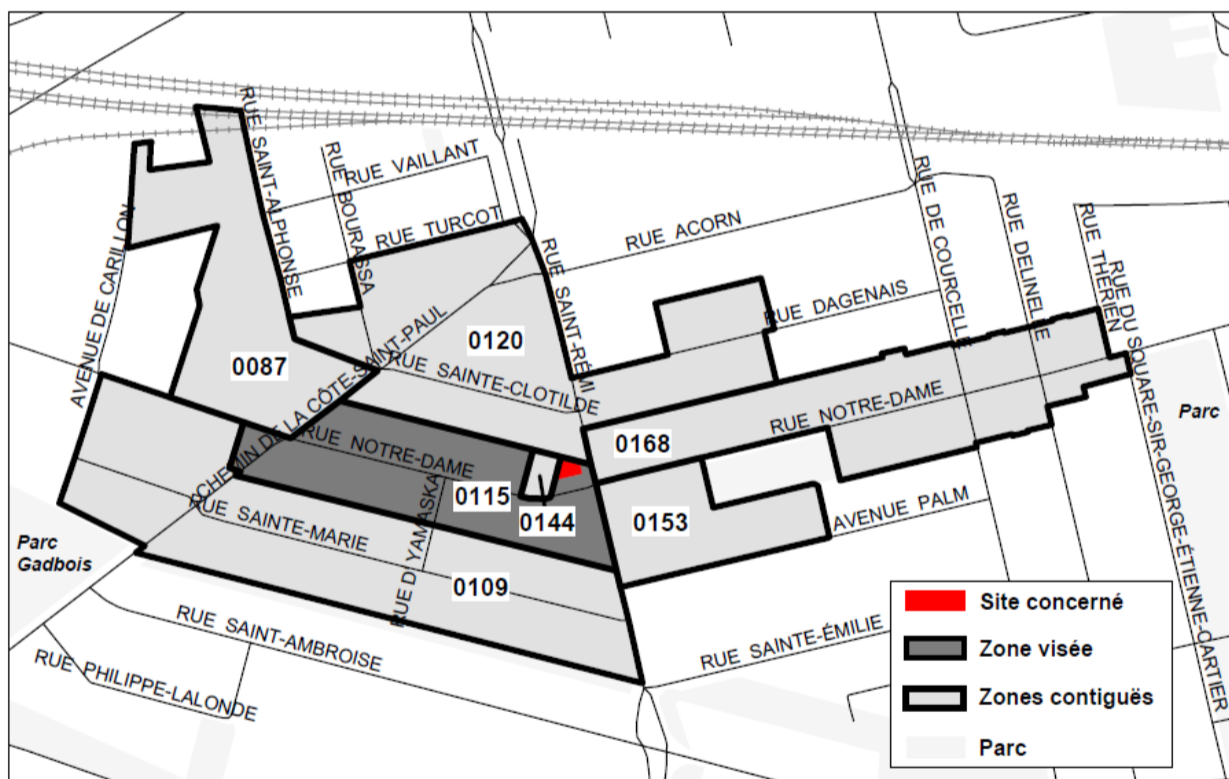 RUE SAINT-ALPHONSE
RUE VAILLANT
RUE BOURASSA
RUE TURCOT
AVENUE DE CARILLON
RUE ACORN
RUE SAINT-RÉMI
RUE DE COURCELLE
RUE DELINELLE
RUE THÉRIEN
RUE DU SQUARE-SIR-GEORGE-ÉTIENNE-CARTIER
RUE DAGENAIS
0120
0087
CHEMIN DE LA CÔTE-SAINT-PAUL
RUE SAINTE-CLOTILDE
RUE NOTRE-DAME
Parc
0168
RUE NOTRE-DAME
0115
0144
0153
AVENUE PALM
RUE SAINTE-MARIE
RUE D' YAMASKA
Parc
Gadbois
0109
RUE SAINT-AMBROISE
RUE SAINTE-ÉMILIE
RUE PHILIPPE-LALONDE
Site concerné
Zone visée
Zones contiguës
Parc